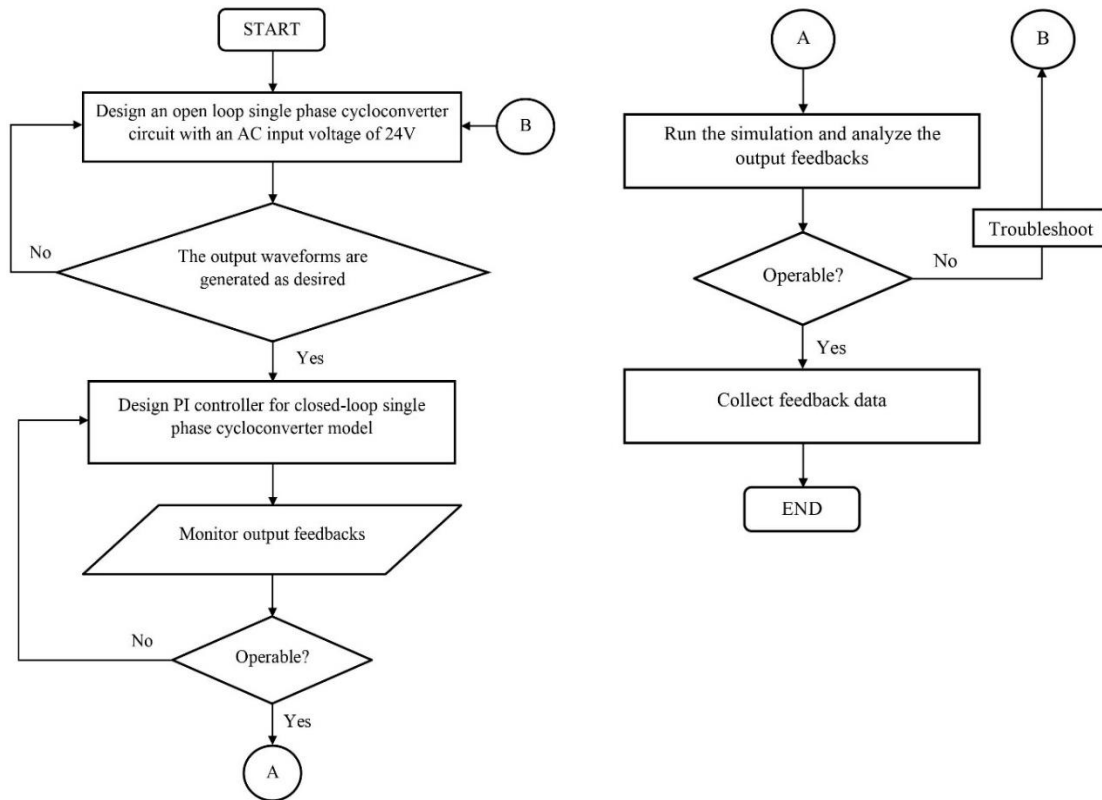 START
Design an open loop single phase cycloconverter
circuit with an AC input voltage of 24V
B
No
The output waveforms are
generated as desired
Yes
Design PI controller for closed-loop single
phase cycloconverter model
Monitor output feedbacks
No
Operable?
Yes
A
A
B
Run the simulation and analyze the
output feedbacks
Troubleshoot
Operable?
No
Yes
Collect feedback data
END